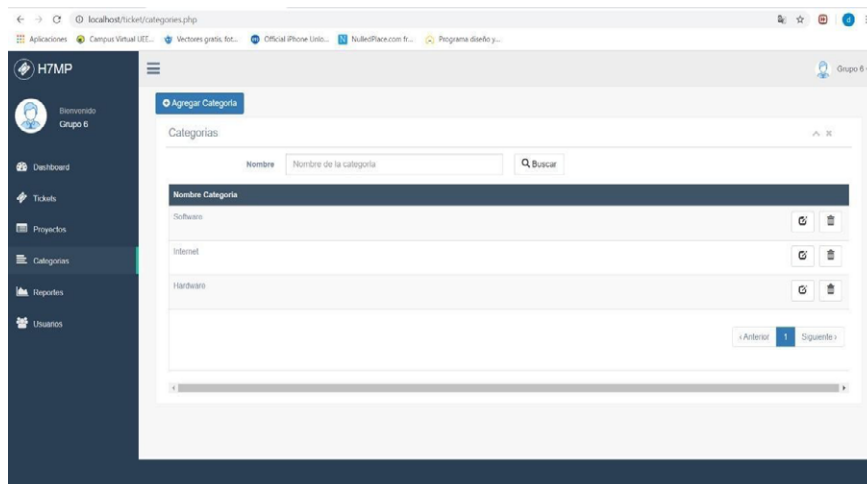 localhost/ticket/categories.php
Aplicaciones Campus Virtual UET... Vectores gratis, fot... Official iPhone Unlo... NulledPlace.com fr... Programa diseño y...
H7MP
Grupo 6
Bienvenido
Grupo 6
Dashboard
Tickets
Proyectos
Categorias
Reportes
Usuarios
Agregar Categoria
Categorias
Nombre Nombre de la categoria Buscar
Nombre Categoria
Software
Internet
Hardware
‹ Anterior 1 Siguiente ›